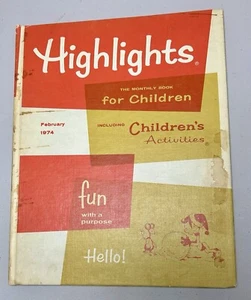 Highlights®
THE MONTHLY BOOK
for Children
February
1974
INCLUDING
Children's
Activities®
fun
with a
purpose
Hello!